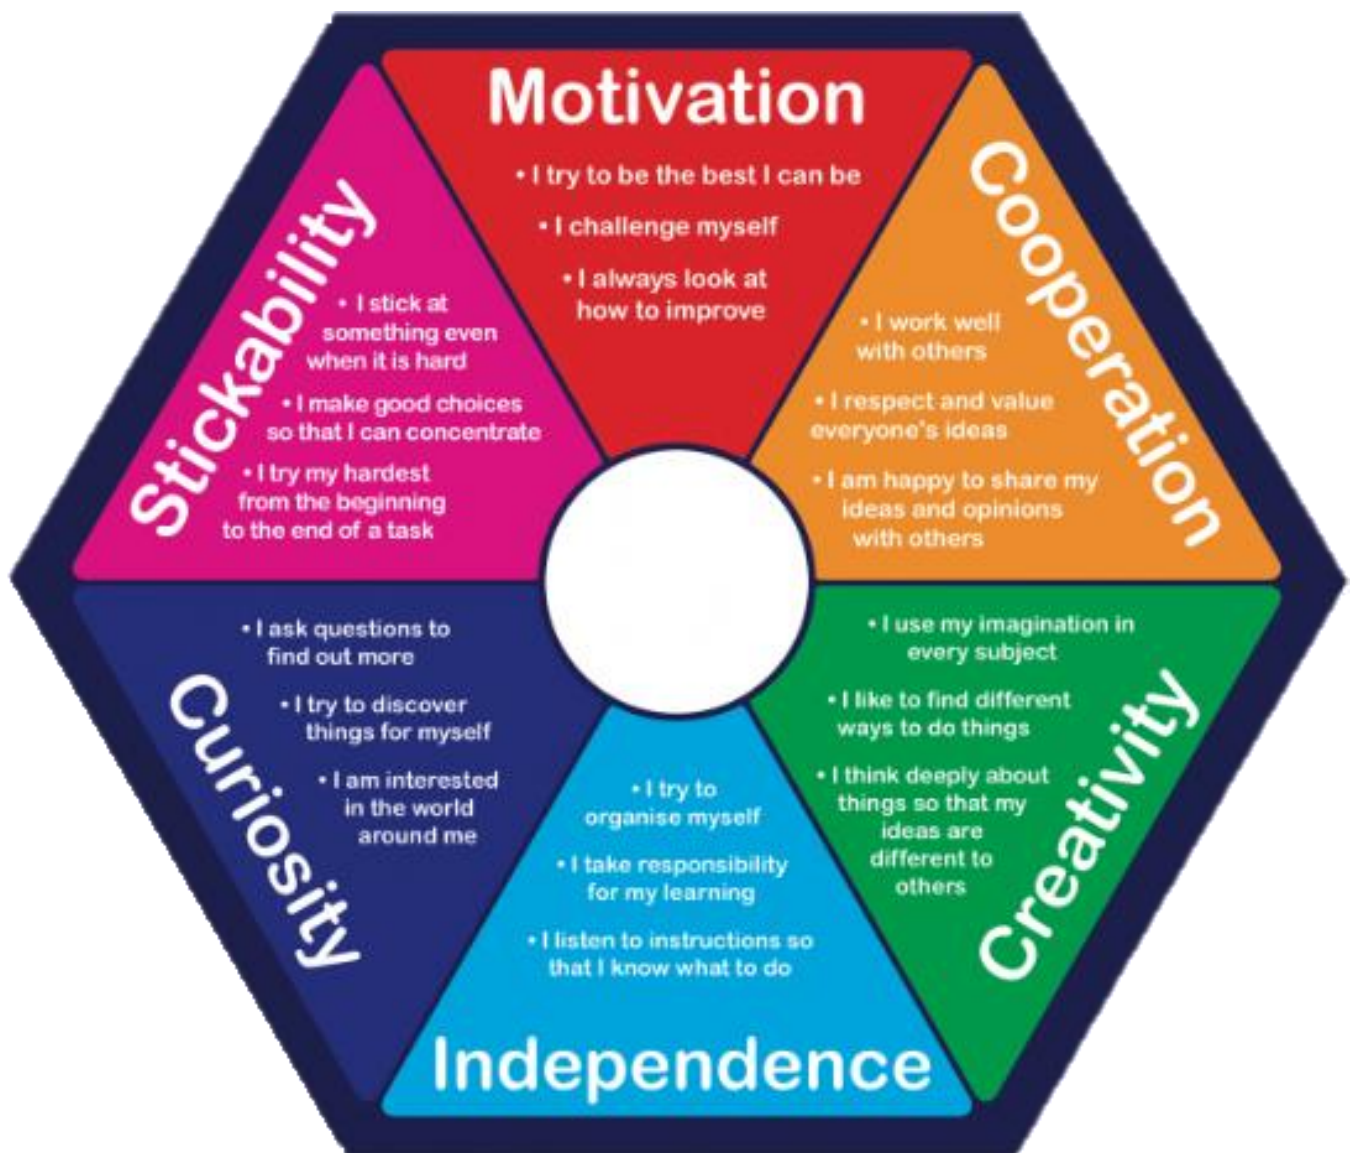 Motivation
• I try to be the best I can be
• I challenge myself
• I always look at
how to improve
Cooperation
• I work well
with others
• I respect and value
everyone's ideas
• I am happy to share my
ideas and opinions
with others
Creativity
• I use my imagination in
every subject
• I like to find different
ways to do things
• I think deeply about
things so that my
ideas are
different to
others
Independence
• I try to
organise myself
• I take responsibility
for my learning
• I listen to instructions so
that I know what to do
Curiosity
• I ask questions to
find out more
• I try to discover
things for myself
• I am interested
in the world
around me
Stickability
• I stick at
something even
when it is hard
• I make good choices
so that I can concentrate
• I try my hardest
from the beginning
to the end of a task